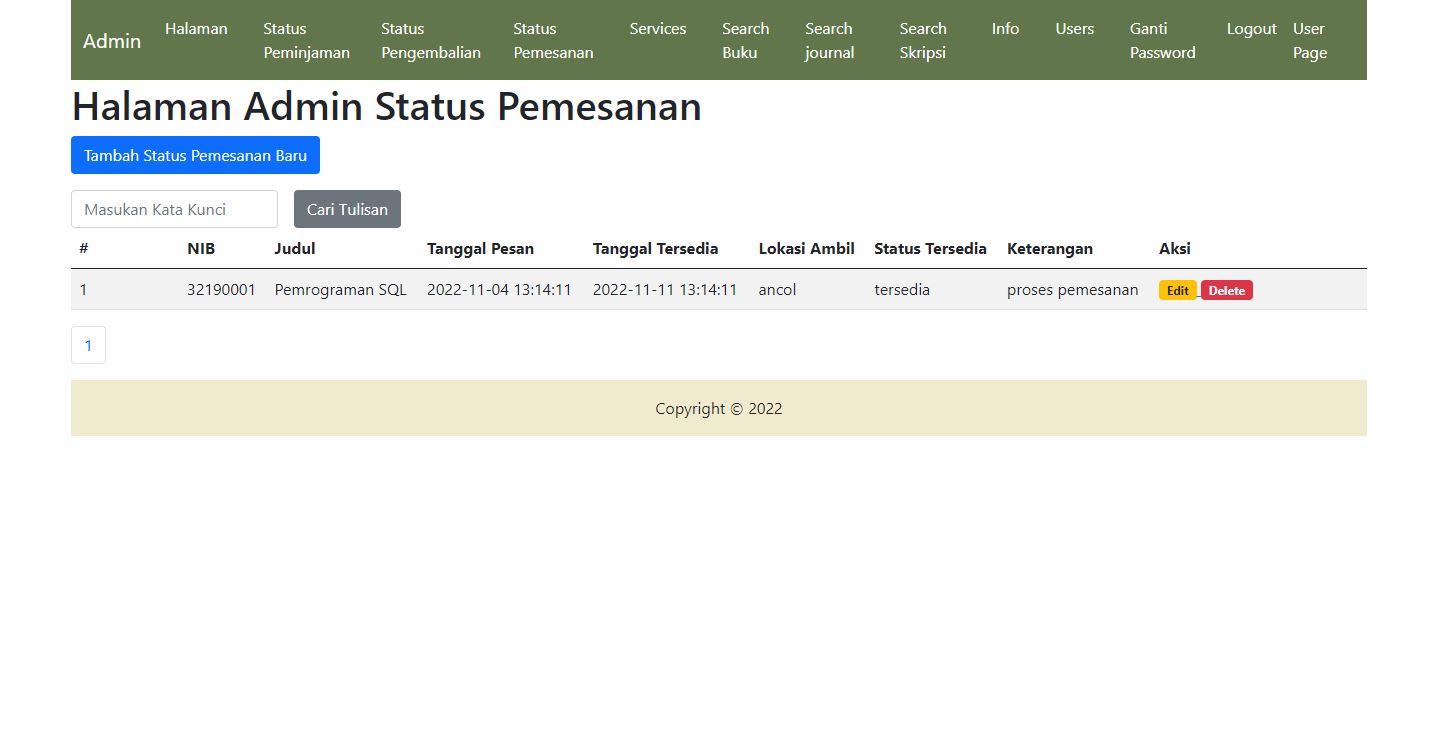 Admin Halaman Status Peminjaman Status Pengembalian Status Pemesanan Services Search Buku Search journal Search Skripsi Info Users Ganti Password Logout User Page
Halaman Admin Status Pemesanan
Tambah Status Pemesanan Baru
Masukan Kata Kunci Cari Tulisan
# NIB Judul Tanggal Pesan Tanggal Tersedia Lokasi Ambil Status Tersedia Keterangan Aksi
1 32190001 Pemrograman SQL 2022-11-04 13:14:11 2022-11-11 13:14:11 ancol tersedia proses pemesanan Edit Delete
1
Copyright © 2022